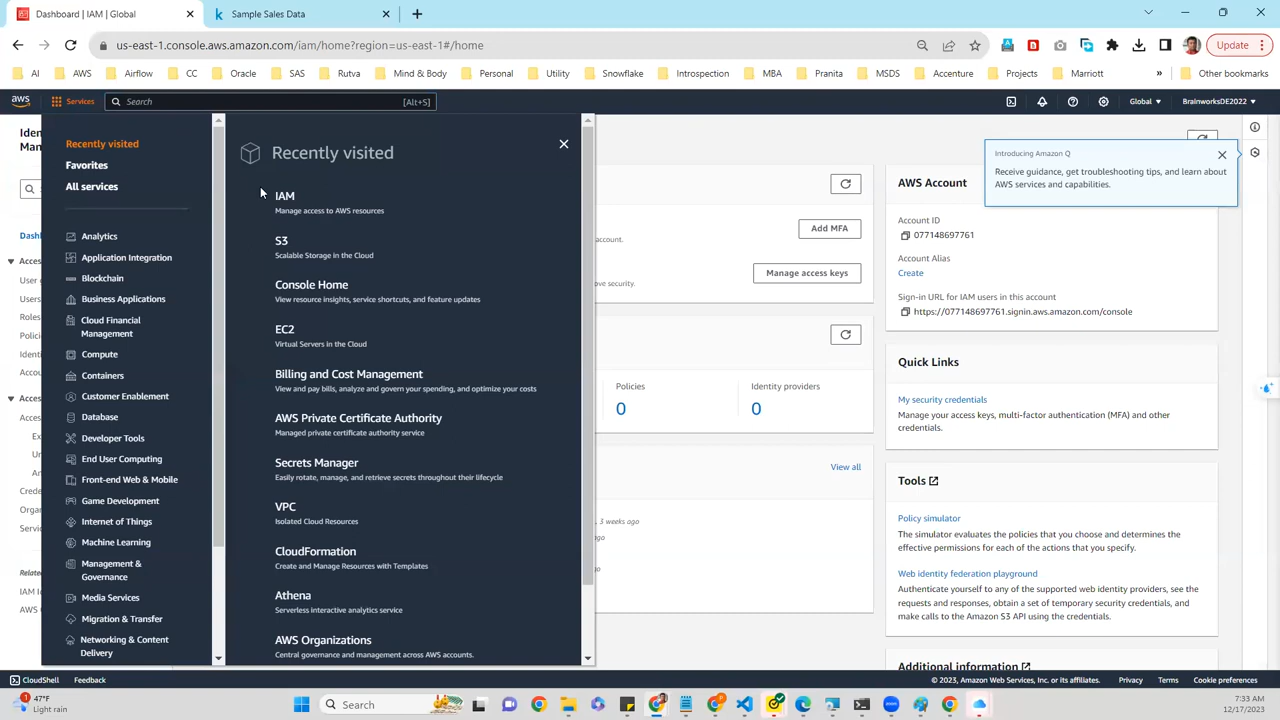 Dashboard | IAM | Global
Sample Sales Data
us-east-1.console.aws.amazon.com/iam/home?region=us-east-1#/home
Update
AI
AWS
Airflow
CC
Oracle
SAS
Rutva
Mind & Body
Personal
Utility
Snowflake
Introspection
MBA
Pranita
MSDS
Accenture
Projects
Marriott
»
Other bookmarks
aws
Services
Search
[Alt+S]
Global
BrainworksDE2022
Recently visited
Favorites
All services
Analytics
Application Integration
Blockchain
Business Applications
Cloud Financial
Management
Compute
Containers
Customer Enablement
Database
Developer Tools
End User Computing
Front-end Web & Mobile
Game Development
Internet of Things
Machine Learning
Management &
Governance
Media Services
Migration & Transfer
Networking & Content
Delivery
Recently visited
IAM
Manage access to AWS resources
S3
Scalable Storage in the Cloud
Console Home
View resource insights, service shortcuts, and feature updates
EC2
Virtual Servers in the Cloud
Billing and Cost Management
View and pay bills, analyze and govern your spending, and optimize your costs
AWS Private Certificate Authority
Managed private certificate authority service
Secrets Manager
Easily rotate, manage, and retrieve secrets throughout their lifecycle
VPC
Isolated Cloud Resources
CloudFormation
Create and Manage Resources with Templates
Athena
Serverless interactive analytics service
AWS Organizations
Central governance and management across AWS accounts.
account.
Add MFA
Manage access keys
Policies
Identity providers
0
0
View all
Introducing Amazon Q
Receive guidance, get troubleshooting tips, and learn about
AWS services and capabilities.
AWS Account
Account ID
077148697761
Account Alias
Create
Sign-in URL for IAM users in this account
https://077148697761.signin.aws.amazon.com/console
Quick Links
My security credentials
Manage your access keys, multi-factor authentication (MFA) and other
credentials.
Tools
Policy simulator
The simulator evaluates the policies that you choose and determines the
effective permissions for each of the actions that you specify.
Web identity federation playground
Authenticate yourself to any of the supported web identity providers, see the
requests and responses, obtain a set of temporary security credentials, and
make calls to the Amazon S3 API using the credentials.
Additional information
CloudShell
Feedback
© 2023, Amazon Web Services, Inc. or its affiliates.
Privacy
Terms
Cookie preferences
77°F
Light rain
Search
7:33 AM
12/17/2023